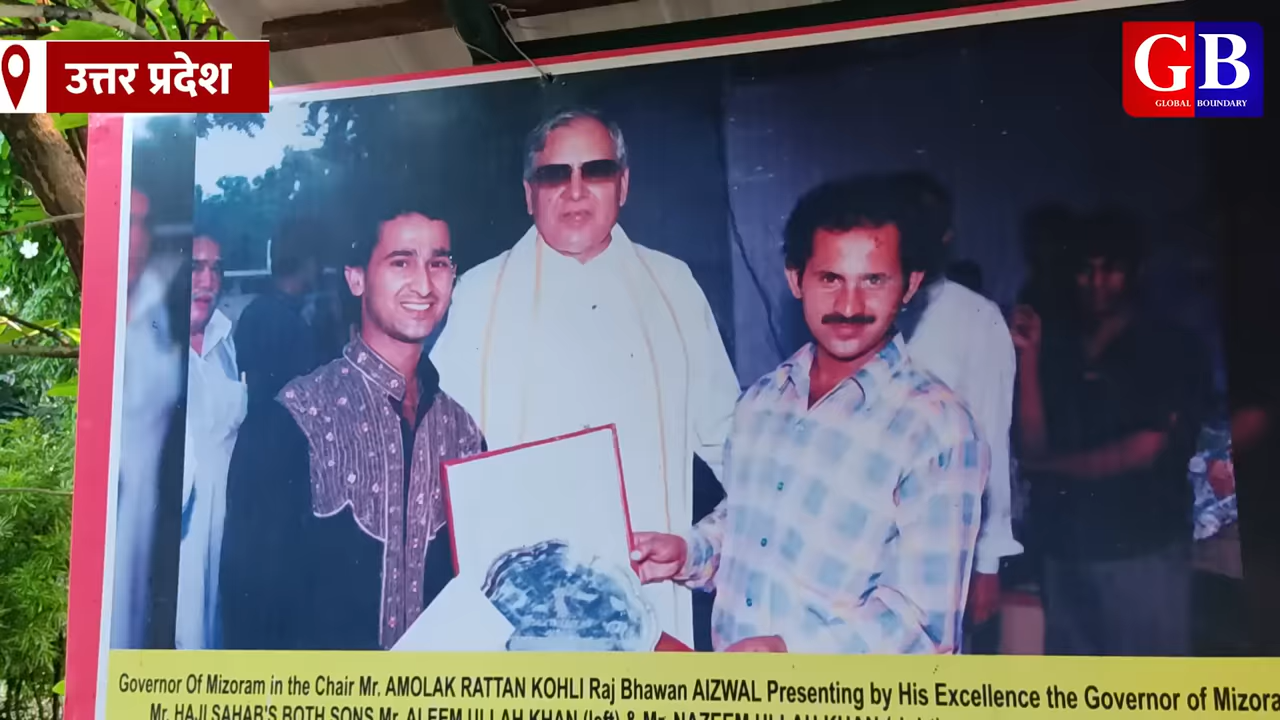 उत्तर प्रदेश
GB
GLOBAL BOUNDARY
Governor Of Mizoram in the Chair Mr. AMOLAK RATTAN KOHLI Raj Bhawan AIZWAL Presenting by His Excellence the Governor of
Mr. HAJI SAHAB'S BOTH SONS Mr. ALEEM ULLAH KHAN (left) & Mr. NAZEEM ULLAH KHAN